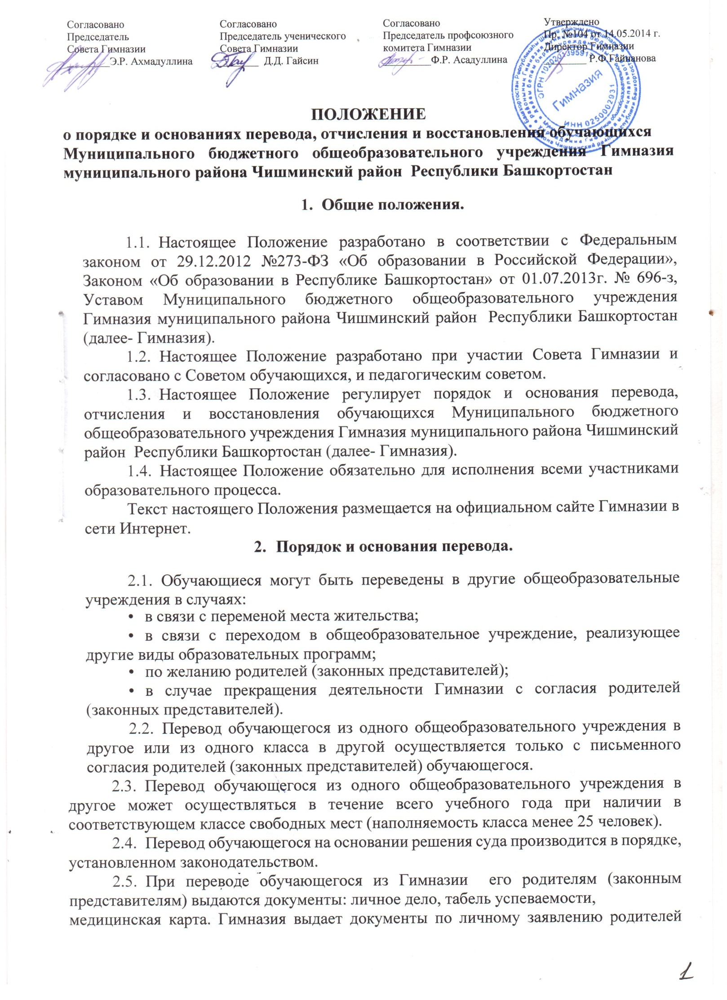 Согласовано
Председатель
Совета Гимназии
________Э.Р. Ахмадуллина
Согласовано
Председатель ученического
Совета Гимназии
________ Д.Д. Гайсин
Согласовано
Председатель профсоюзного
комитета Гимназии
_________Ф.Р. Асадуллина
Утверждено
Пр. №104 от 14.05.2014 г.
Директор Гимназии
________ Р.Ф.Гайнанова
Гимназия
ИНН 0250002931
ПОЛОЖЕНИЕ
о порядке и основаниях перевода, отчисления и восстановления обучающихся
Муниципального бюджетного общеобразовательного учреждения Гимназия
муниципального района Чишминский район Республики Башкортостан
1. Общие положения.
1.1. Настоящее Положение разработано в соответствии с Федеральным
законом от 29.12.2012 №273-ФЗ «Об образовании в Российской Федерации»,
Законом «Об образовании в Республике Башкортостан» от 01.07.2013г. № 696-з,
Уставом Муниципального бюджетного общеобразовательного учреждения
Гимназия муниципального района Чишминский район Республики Башкортостан
(далее- Гимназия).
1.2. Настоящее Положение разработано при участии Совета Гимназии и
согласовано с Советом обучающихся, и педагогическим советом.
1.3. Настоящее Положение регулирует порядок и основания перевода,
отчисления и восстановления обучающихся Муниципального бюджетного
общеобразовательного учреждения Гимназия муниципального района Чишминский
район Республики Башкортостан (далее- Гимназия).
1.4. Настоящее Положение обязательно для исполнения всеми участниками
образовательного процесса.
Текст настоящего Положения размещается на официальном сайте Гимназии в
сети Интернет.
2. Порядок и основания перевода.
2.1. Обучающиеся могут быть переведены в другие общеобразовательные
учреждения в случаях:
• в связи с переменой места жительства;
• в связи с переходом в общеобразовательное учреждение, реализующее
другие виды образовательных программ;
• по желанию родителей (законных представителей);
• в случае прекращения деятельности Гимназии с согласия родителей
(законных представителей).
2.2. Перевод обучающегося из одного общеобразовательного учреждения в
другое или из одного класса в другой осуществляется только с письменного
согласия родителей (законных представителей) обучающегося.
2.3. Перевод обучающегося из одного общеобразовательного учреждения в
другое может осуществляться в течение всего учебного года при наличии в
соответствующем классе свободных мест (наполняемость класса менее 25 человек).
2.4. Перевод обучающегося на основании решения суда производится в порядке,
установленном законодательством.
2.5. При переводе обучающегося из Гимназии его родителям (законным
представителям) выдаются документы: личное дело, табель успеваемости,
медицинская карта. Гимназия выдает документы по личному заявлению родителей
1